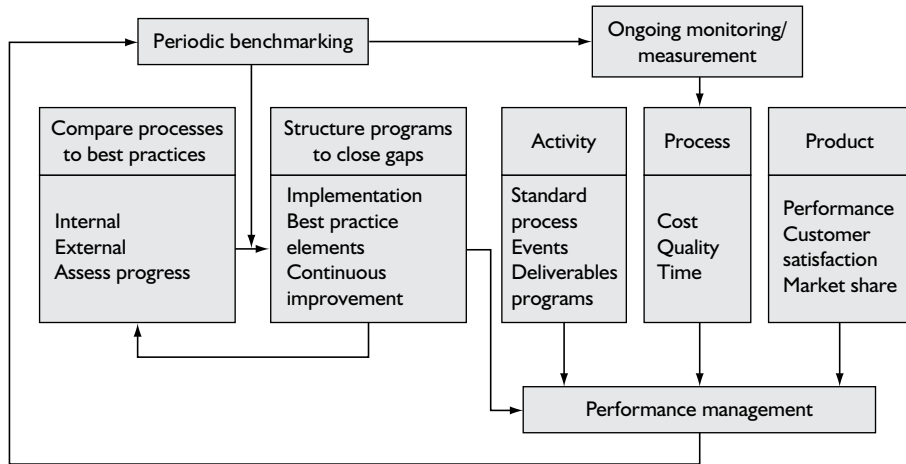 Periodic benchmarking
Ongoing monitoring/
measurement
Compare processes
to best practices
Internal
External
Assess progress
Structure programs
to close gaps
Implementation
Best practice
elements
Continuous
improvement
Activity
Standard
process
Events
Deliverables
programs
Process
Cost
Quality
Time
Product
Performance
Customer
satisfaction
Market share
Performance management